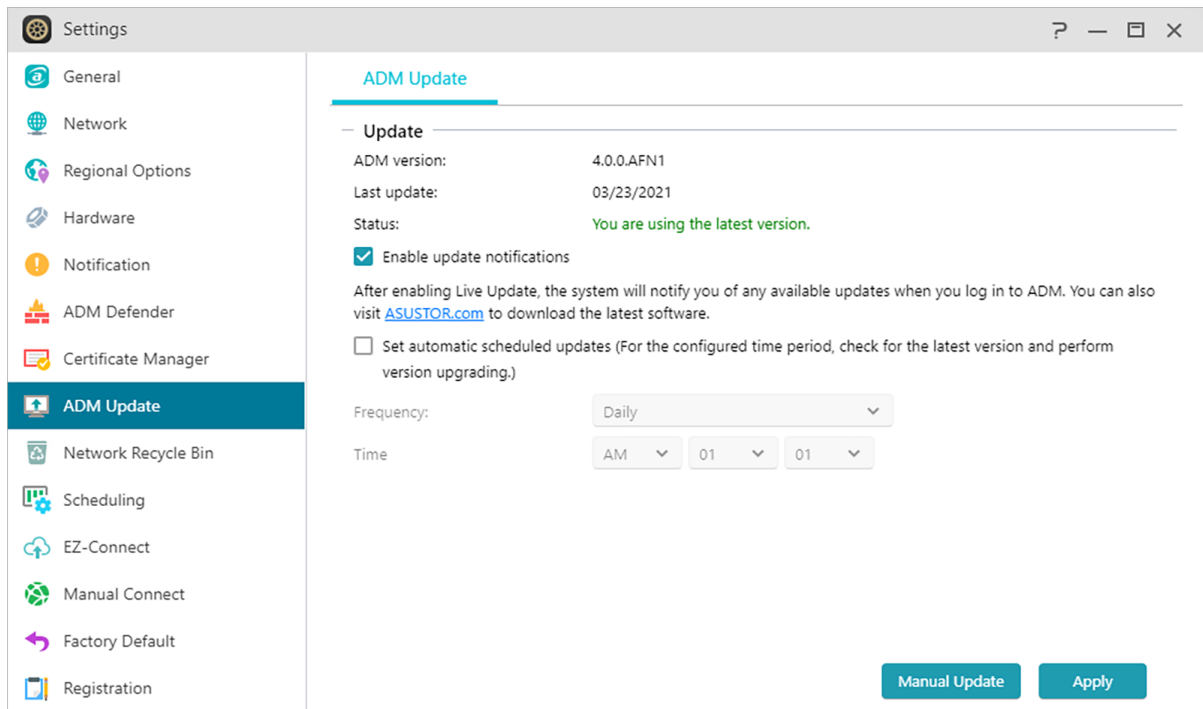 Settings
General
Network
Regional Options
Hardware
Notification
ADM Defender
Certificate Manager
ADM Update
Network Recycle Bin
Scheduling
EZ-Connect
Manual Connect
Factory Default
Registration
ADM Update
Update
ADM version: 4.0.0.AFN1
Last update: 03/23/2021
Status: You are using the latest version.
Enable update notifications
After enabling Live Update, the system will notify you of any available updates when you log in to ADM. You can also
visit ASUSTOR.com to download the latest software.
Set automatic scheduled updates (For the configured time period, check for the latest version and perform
version upgrading.)
Frequency: Daily
Time AM 01 01
Manual Update Apply